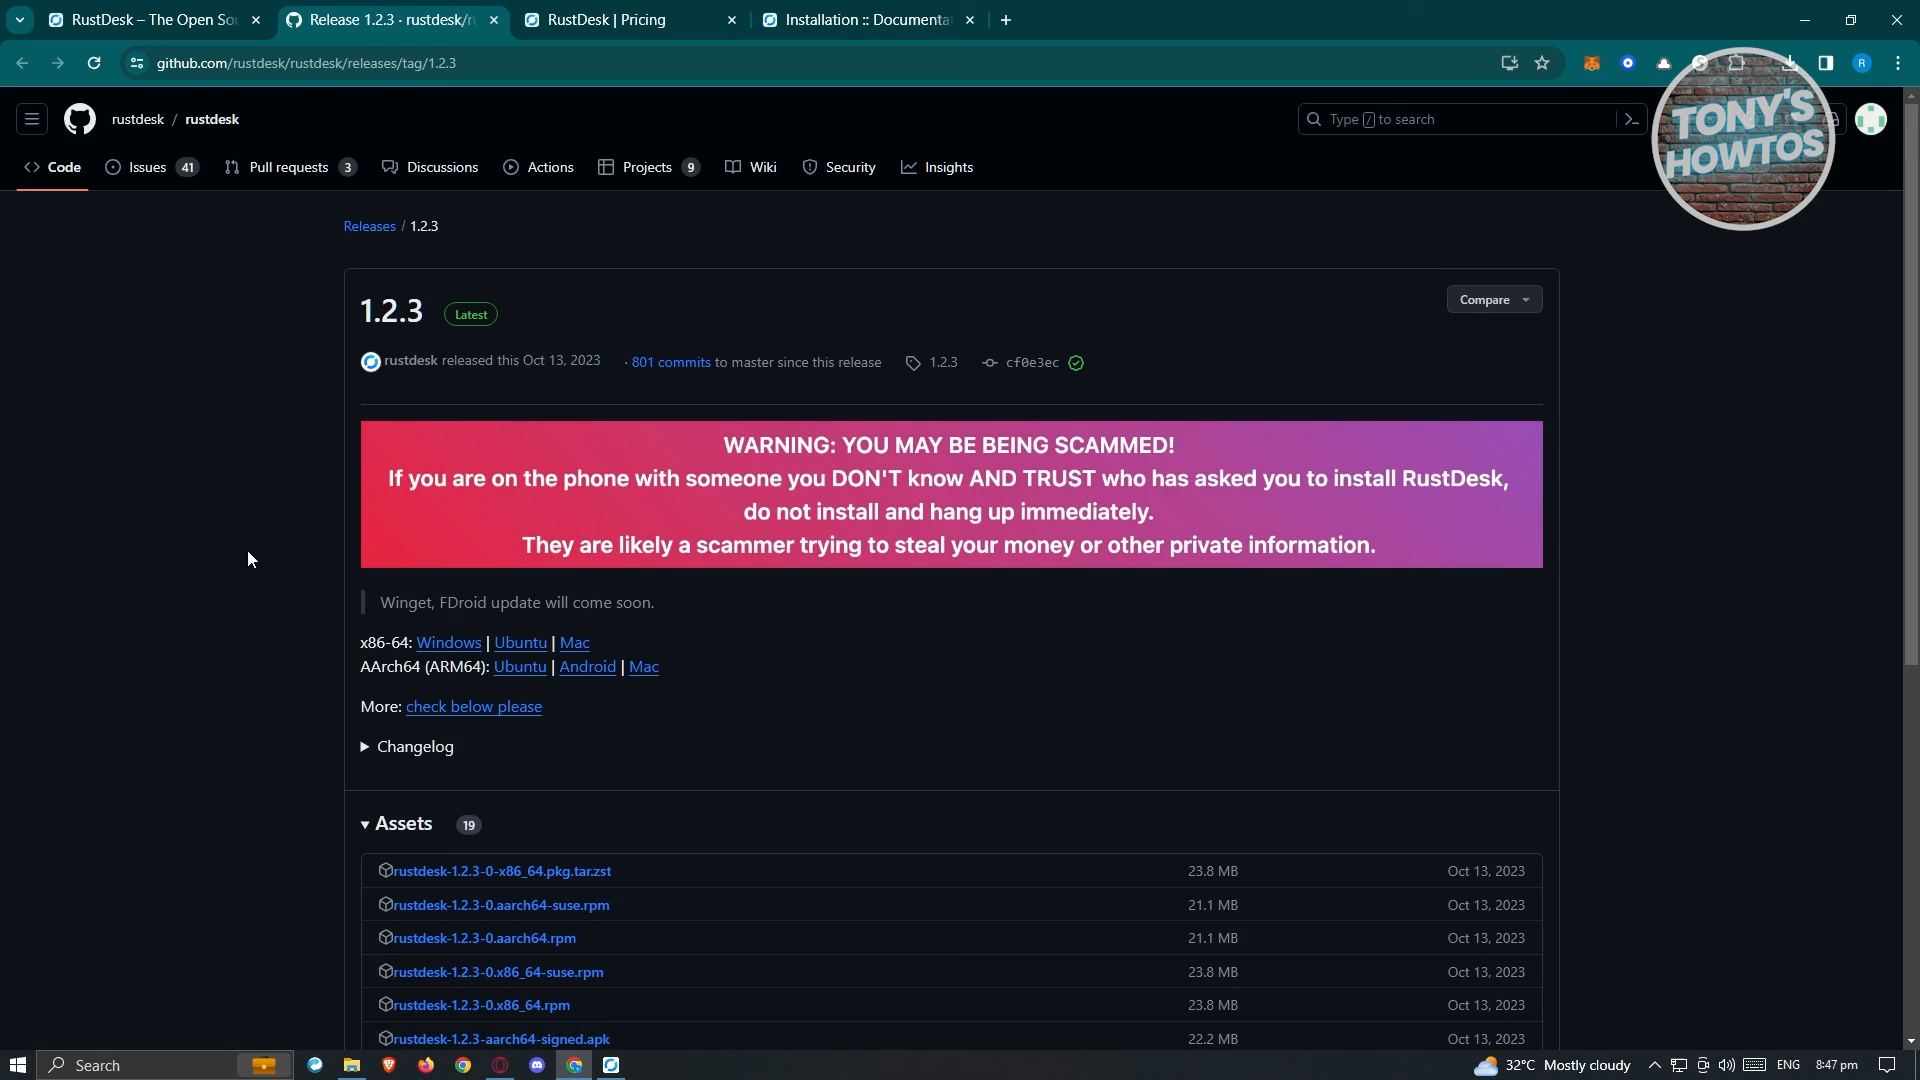 RustDesk – The Open Sou
Release 1.2.3 · rustdesk/ru
RustDesk | Pricing
Installation :: Documenta
github.com/rustdesk/rustdesk/releases/tag/1.2.3
R
rustdesk / rustdesk
Type / to search
TONY'S
HOWTOS
Code
Issues 41
Pull requests 3
Discussions
Actions
Projects 9
Wiki
Security
Insights
Releases / 1.2.3
1.2.3 Latest
Compare
rustdesk released this Oct 13, 2023 · 801 commits to master since this release 1.2.3 cf0e3ec
WARNING: YOU MAY BE BEING SCAMMED!
If you are on the phone with someone you DON'T know AND TRUST who has asked you to install RustDesk,
do not install and hang up immediately.
They are likely a scammer trying to steal your money or other private information.
Winget, FDroid update will come soon.
x86-64: Windows | Ubuntu | Mac
AArch64 (ARM64): Ubuntu | Android | Mac
More: check below please
Changelog
Assets 19
rustdesk-1.2.3-0-x86_64.pkg.tar.zst 23.8 MB Oct 13, 2023
rustdesk-1.2.3-0.aarch64-suse.rpm 21.1 MB Oct 13, 2023
rustdesk-1.2.3-0.aarch64.rpm 21.1 MB Oct 13, 2023
rustdesk-1.2.3-0.x86_64-suse.rpm 23.8 MB Oct 13, 2023
rustdesk-1.2.3-0.x86_64.rpm 23.8 MB Oct 13, 2023
rustdesk-1.2.3-aarch64-signed.apk 22.2 MB Oct 13, 2023
Search
32°C Mostly cloudy
ENG
8:47 pm